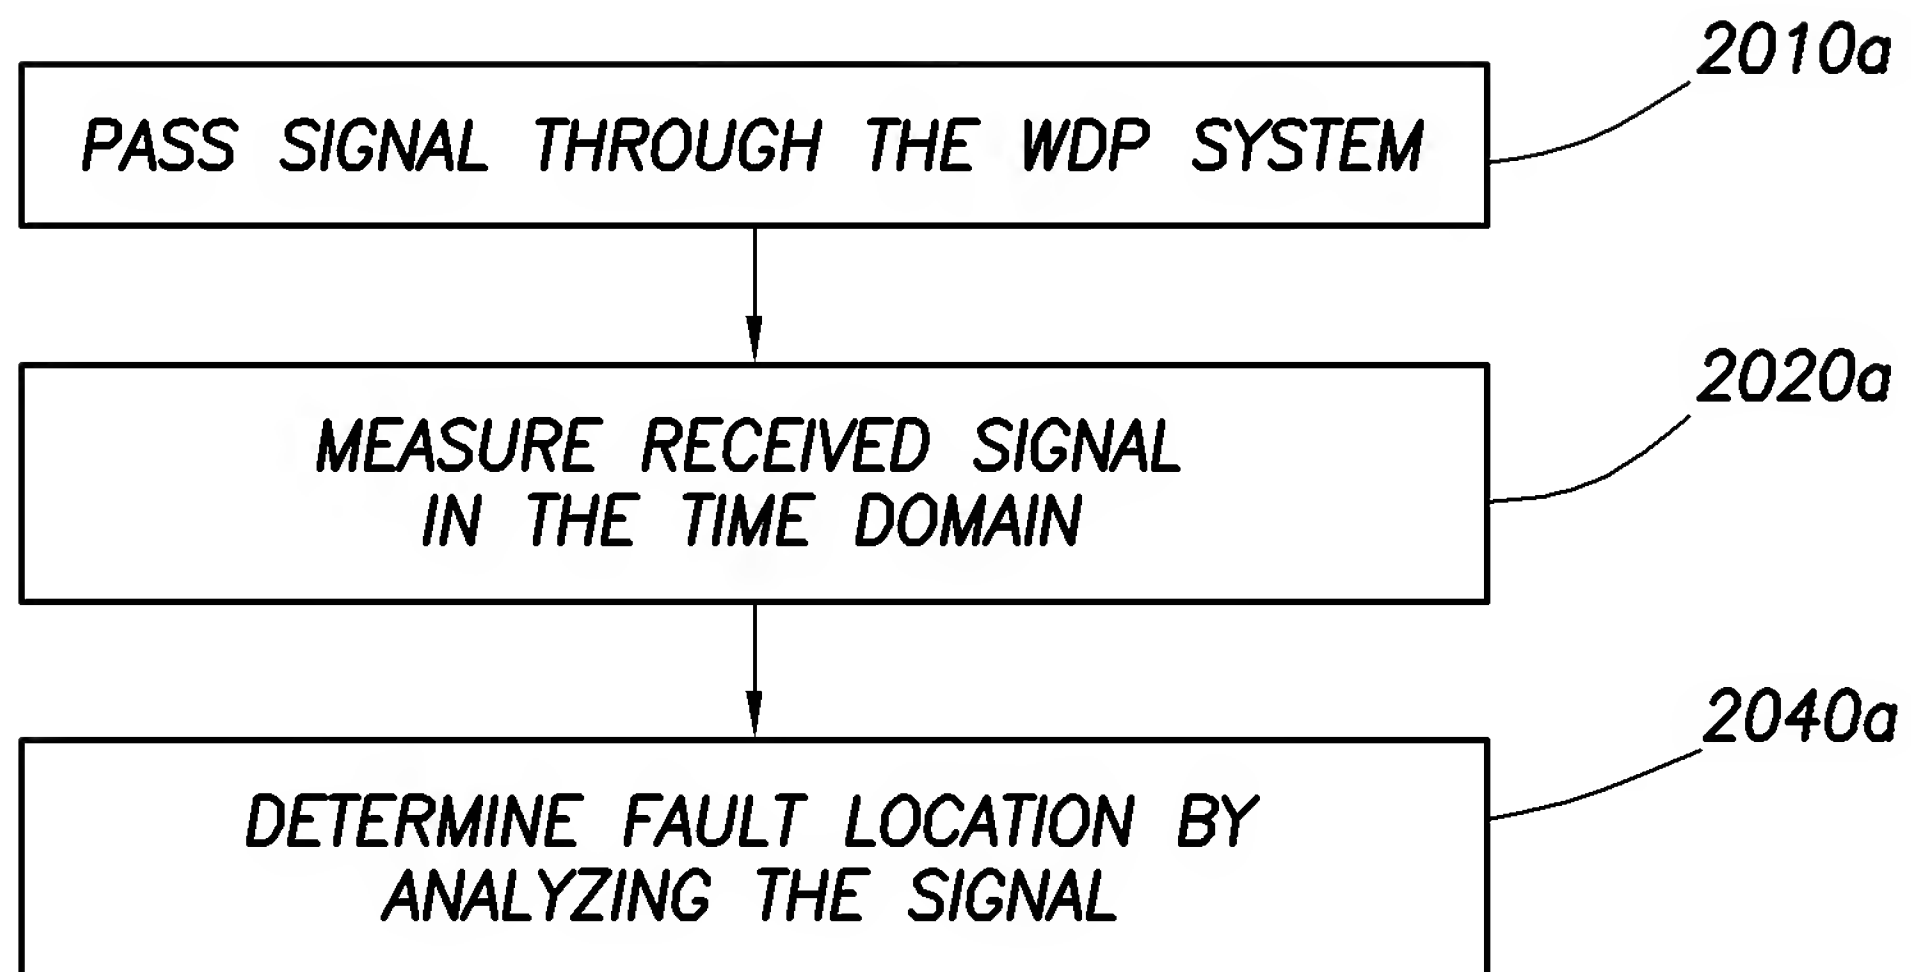 2010a
PASS SIGNAL THROUGH THE WDP SYSTEM
2020a
MEASURE RECEIVED SIGNAL
IN THE TIME DOMAIN
2040a
DETERMINE FAULT LOCATION BY
ANALYZING THE SIGNAL